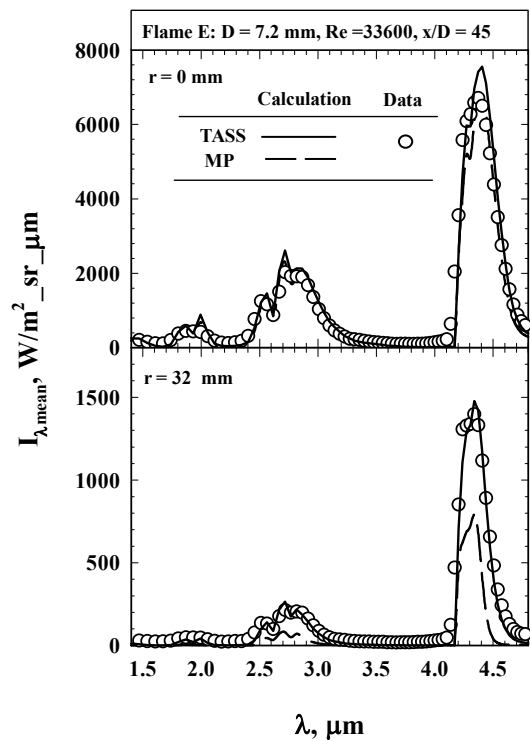 Flame E: D = 7.2 mm, Re =33600, x/D = 45
8000
r = 0 mm
Calculation Data
TASS
MP
6000
4000
2000
0
r = 32 mm
1500
1000
500
0
1.5 2.0 2.5 3.0 3.5 4.0 4.5
λ, μm
I λmean, W/m²_sr_μm